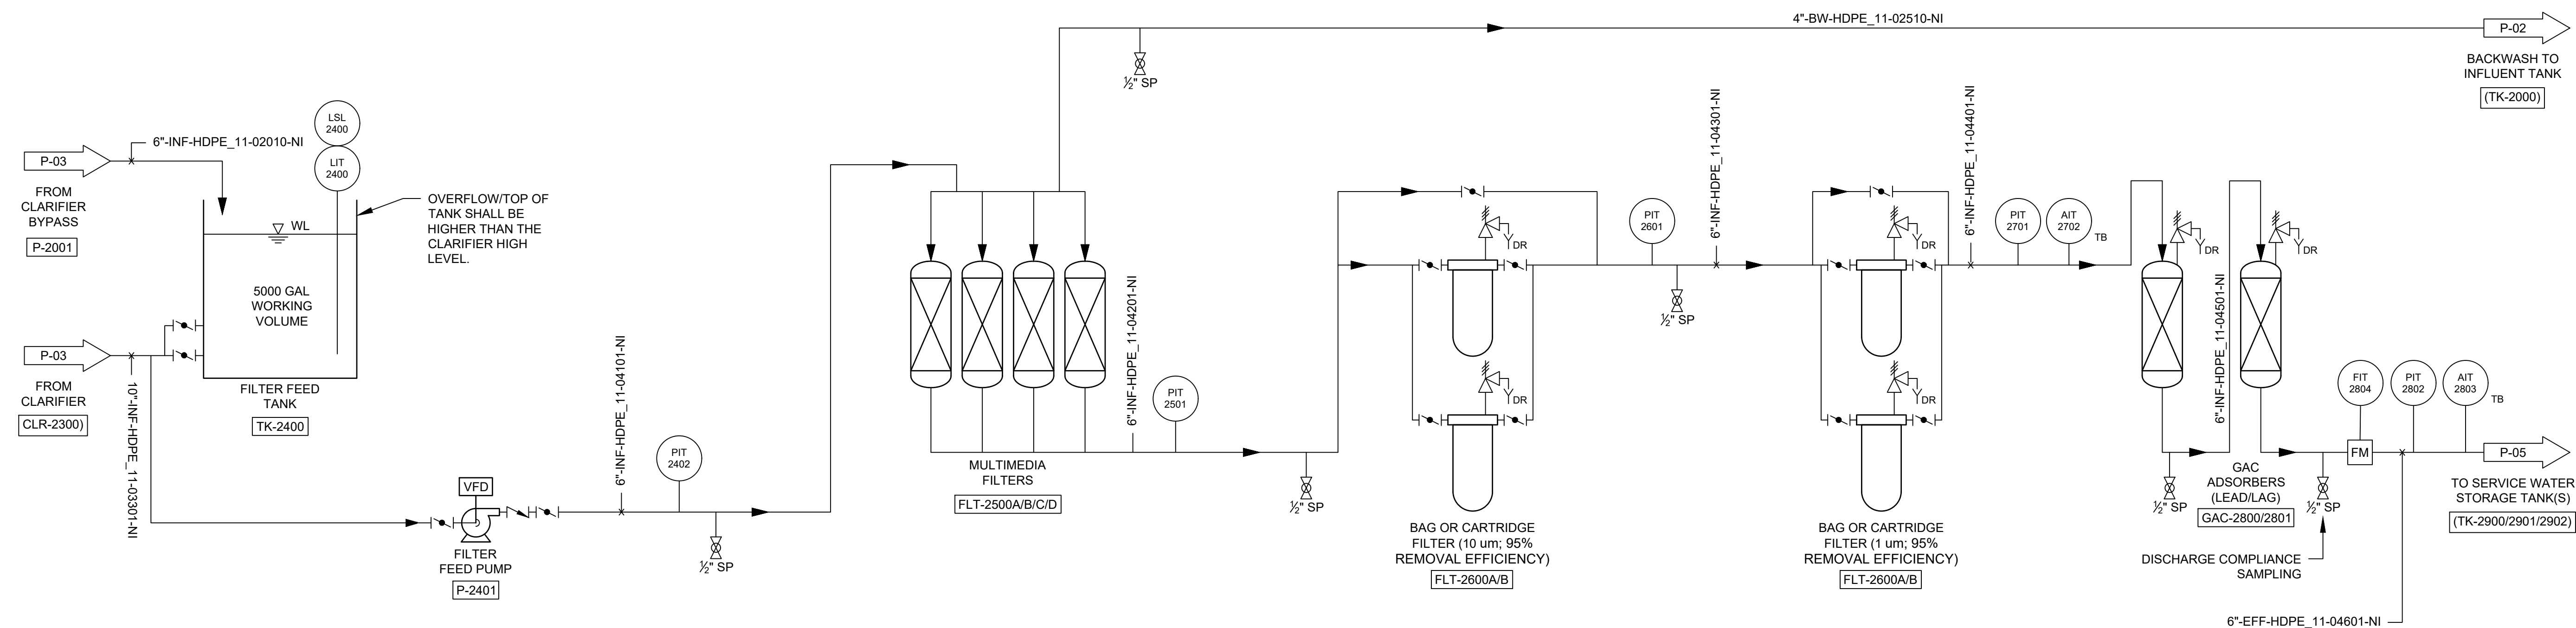 4"-BW-HDPE_11-02510-NI
P-02
BACKWASH TO
INFLUENT TANK
(TK-2000)
½" SP
LSL
2400
LIT
2400
6"-INF-HDPE_11-02010-NI
P-03
FROM
CLARIFIER
BYPASS
P-2001
WL
OVERFLOW/TOP OF
TANK SHALL BE
HIGHER THAN THE
CLARIFIER HIGH
LEVEL.
5000 GAL
WORKING
VOLUME
P-03
FROM
CLARIFIER
CLR-2300)
10"-INF-HDPE_11-03301-NI
FILTER FEED
TANK
TK-2400
VFD
FILTER
FEED PUMP
P-2401
6"-INF-HDPE_11-04101-NI
PIT
2402
½" SP
MULTIMEDIA
FILTERS
FLT-2500A/B/C/D
6"-INF-HDPE_11-04201-NI
PIT
2501
½" SP
DR
DR
BAG OR CARTRIDGE
FILTER (10 um; 95%
REMOVAL EFFICIENCY)
FLT-2600A/B
PIT
2601
½" SP
6"-INF-HDPE_11-04301-NI
DR
DR
BAG OR CARTRIDGE
FILTER (1 um; 95%
REMOVAL EFFICIENCY)
FLT-2600A/B
6"-INF-HDPE_11-04401-NI
PIT
2701
AIT
2702
TB
DR
DR
6"-INF-HDPE_11-04501-NI
½" SP
GAC
ADSORBERS
(LEAD/LAG)
GAC-2800/2801
½" SP
DISCHARGE COMPLIANCE
SAMPLING
FIT
2804
PIT
2802
AIT
2803
TB
FM
P-05
TO SERVICE WATER
STORAGE TANK(S)
(TK-2900/2901/2902)
6"-EFF-HDPE_11-04601-NI